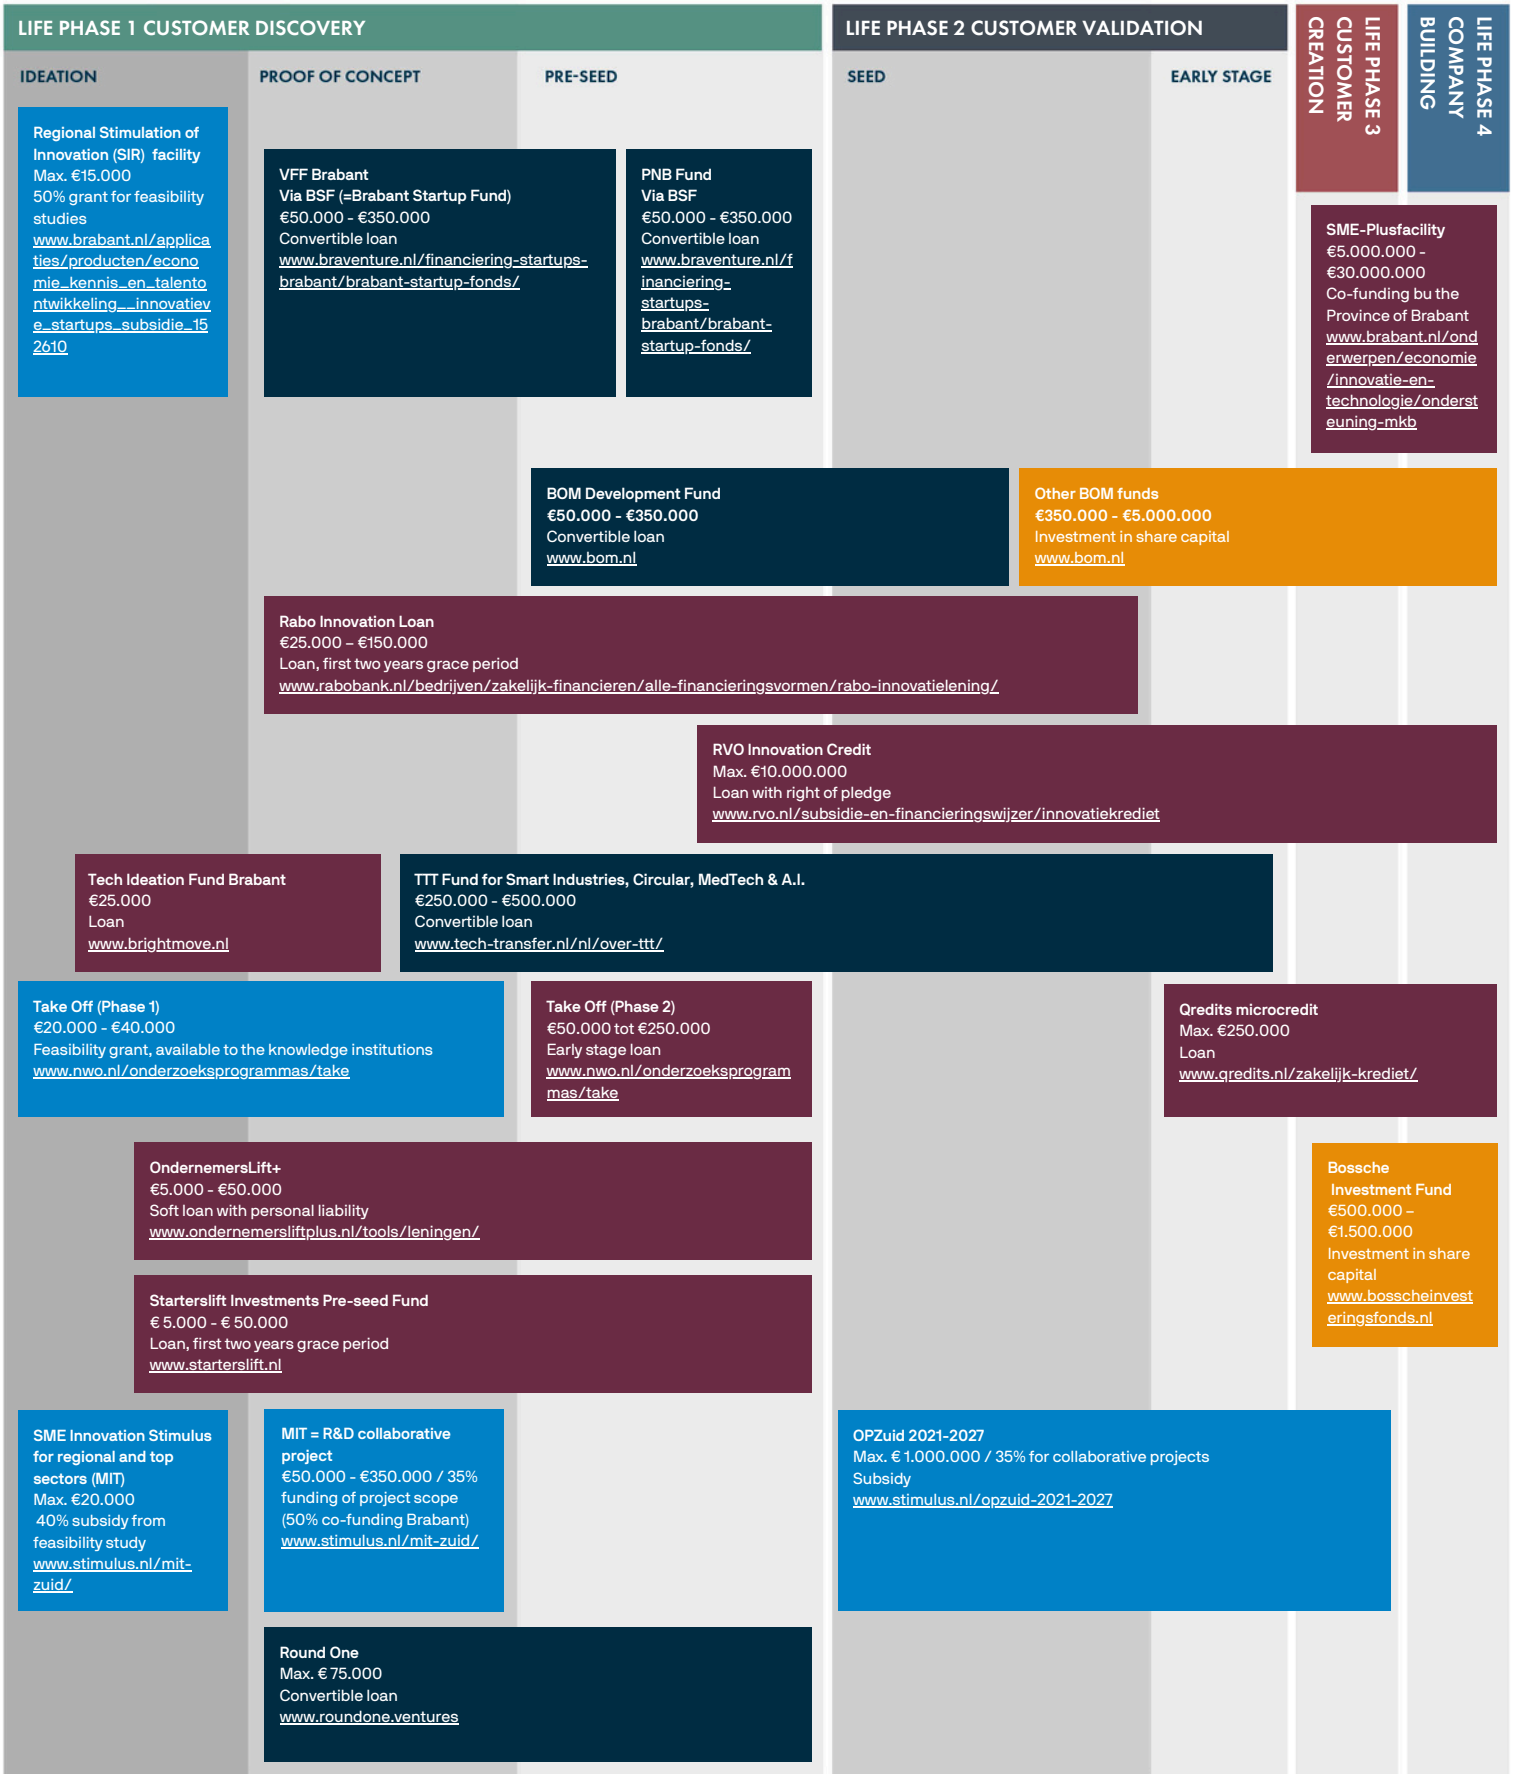 LIFE PHASE 1 CUSTOMER DISCOVERY
LIFE PHASE 2 CUSTOMER VALIDATION
LIFE PHASE 3
CUSTOMER
CREATION
LIFE PHASE 4
COMPANY
BUILDING
IDEATION
PROOF OF CONCEPT
PRE-SEED
SEED
EARLY STAGE
Regional Stimulation of
Innovation (SIR) facility
Max. €15.000
50% grant for feasibility
studies
www.brabant.nl/applica
ties/producten/econo
mie_kennis_en_talento
ntwikkeling__innovatiev
e_startups_subsidie_15
2610
VFF Brabant
Via BSF (=Brabant Startup Fund)
€50.000 - €350.000
Convertible loan
www.braventure.nl/financiering-startups-
brabant/brabant-startup-fonds/
PNB Fund
Via BSF
€50.000 - €350.000
Convertible loan
www.braventure.nl/f
inanciering-
startups-
brabant/brabant-
startup-fonds/
SME-Plusfacility
€5.000.000 -
€30.000.000
Co-funding bu the
Province of Brabant
www.brabant.nl/ond
erwerpen/economie
/innovatie-en-
technologie/onderst
euning-mkb
BOM Development Fund
€50.000 - €350.000
Convertible loan
www.bom.nl
Other BOM funds
€350.000 - €5.000.000
Investment in share capital
www.bom.nl
Rabo Innovation Loan
€25.000 – €150.000
Loan, first two years grace period
www.rabobank.nl/bedrijven/zakelijk-financieren/alle-financieringsvormen/rabo-innovatielening/
RVO Innovation Credit
Max. €10.000.000
Loan with right of pledge
www.rvo.nl/subsidie-en-financieringswijzer/innovatiekrediet
Tech Ideation Fund Brabant
€25.000
Loan
www.brightmove.nl
TTT Fund for Smart Industries, Circular, MedTech & A.I.
€250.000 - €500.000
Convertible loan
www.tech-transfer.nl/nl/over-ttt/
Take Off (Phase 1)
€20.000 - €40.000
Feasibility grant, available to the knowledge institutions
www.nwo.nl/onderzoeksprogrammas/take
Take Off (Phase 2)
€50.000 tot €250.000
Early stage loan
www.nwo.nl/onderzoeksprogram
mas/take
Qredits microcredit
Max. €250.000
Loan
www.qredits.nl/zakelijk-krediet/
OndernemersLift+
€5.000 - €50.000
Soft loan with personal liability
www.ondernemersliftplus.nl/tools/leningen/
Bossche
Investment Fund
€500.000 –
€1.500.000
Investment in share
capital
www.bosscheinvest
eringsfonds.nl
Starterslift Investments Pre-seed Fund
€ 5.000 - € 50.000
Loan, first two years grace period
www.starterslift.nl
SME Innovation Stimulus
for regional and top
sectors (MIT)
Max. €20.000
40% subsidy from
feasibility study
www.stimulus.nl/mit-
zuid/
MIT = R&D collaborative
project
€50.000 - €350.000 / 35%
funding of project scope
(50% co-funding Brabant)
www.stimulus.nl/mit-zuid/
OPZuid 2021-2027
Max. € 1.000.000 / 35% for collaborative projects
Subsidy
www.stimulus.nl/opzuid-2021-2027
Round One
Max. € 75.000
Convertible loan
www.roundone.ventures